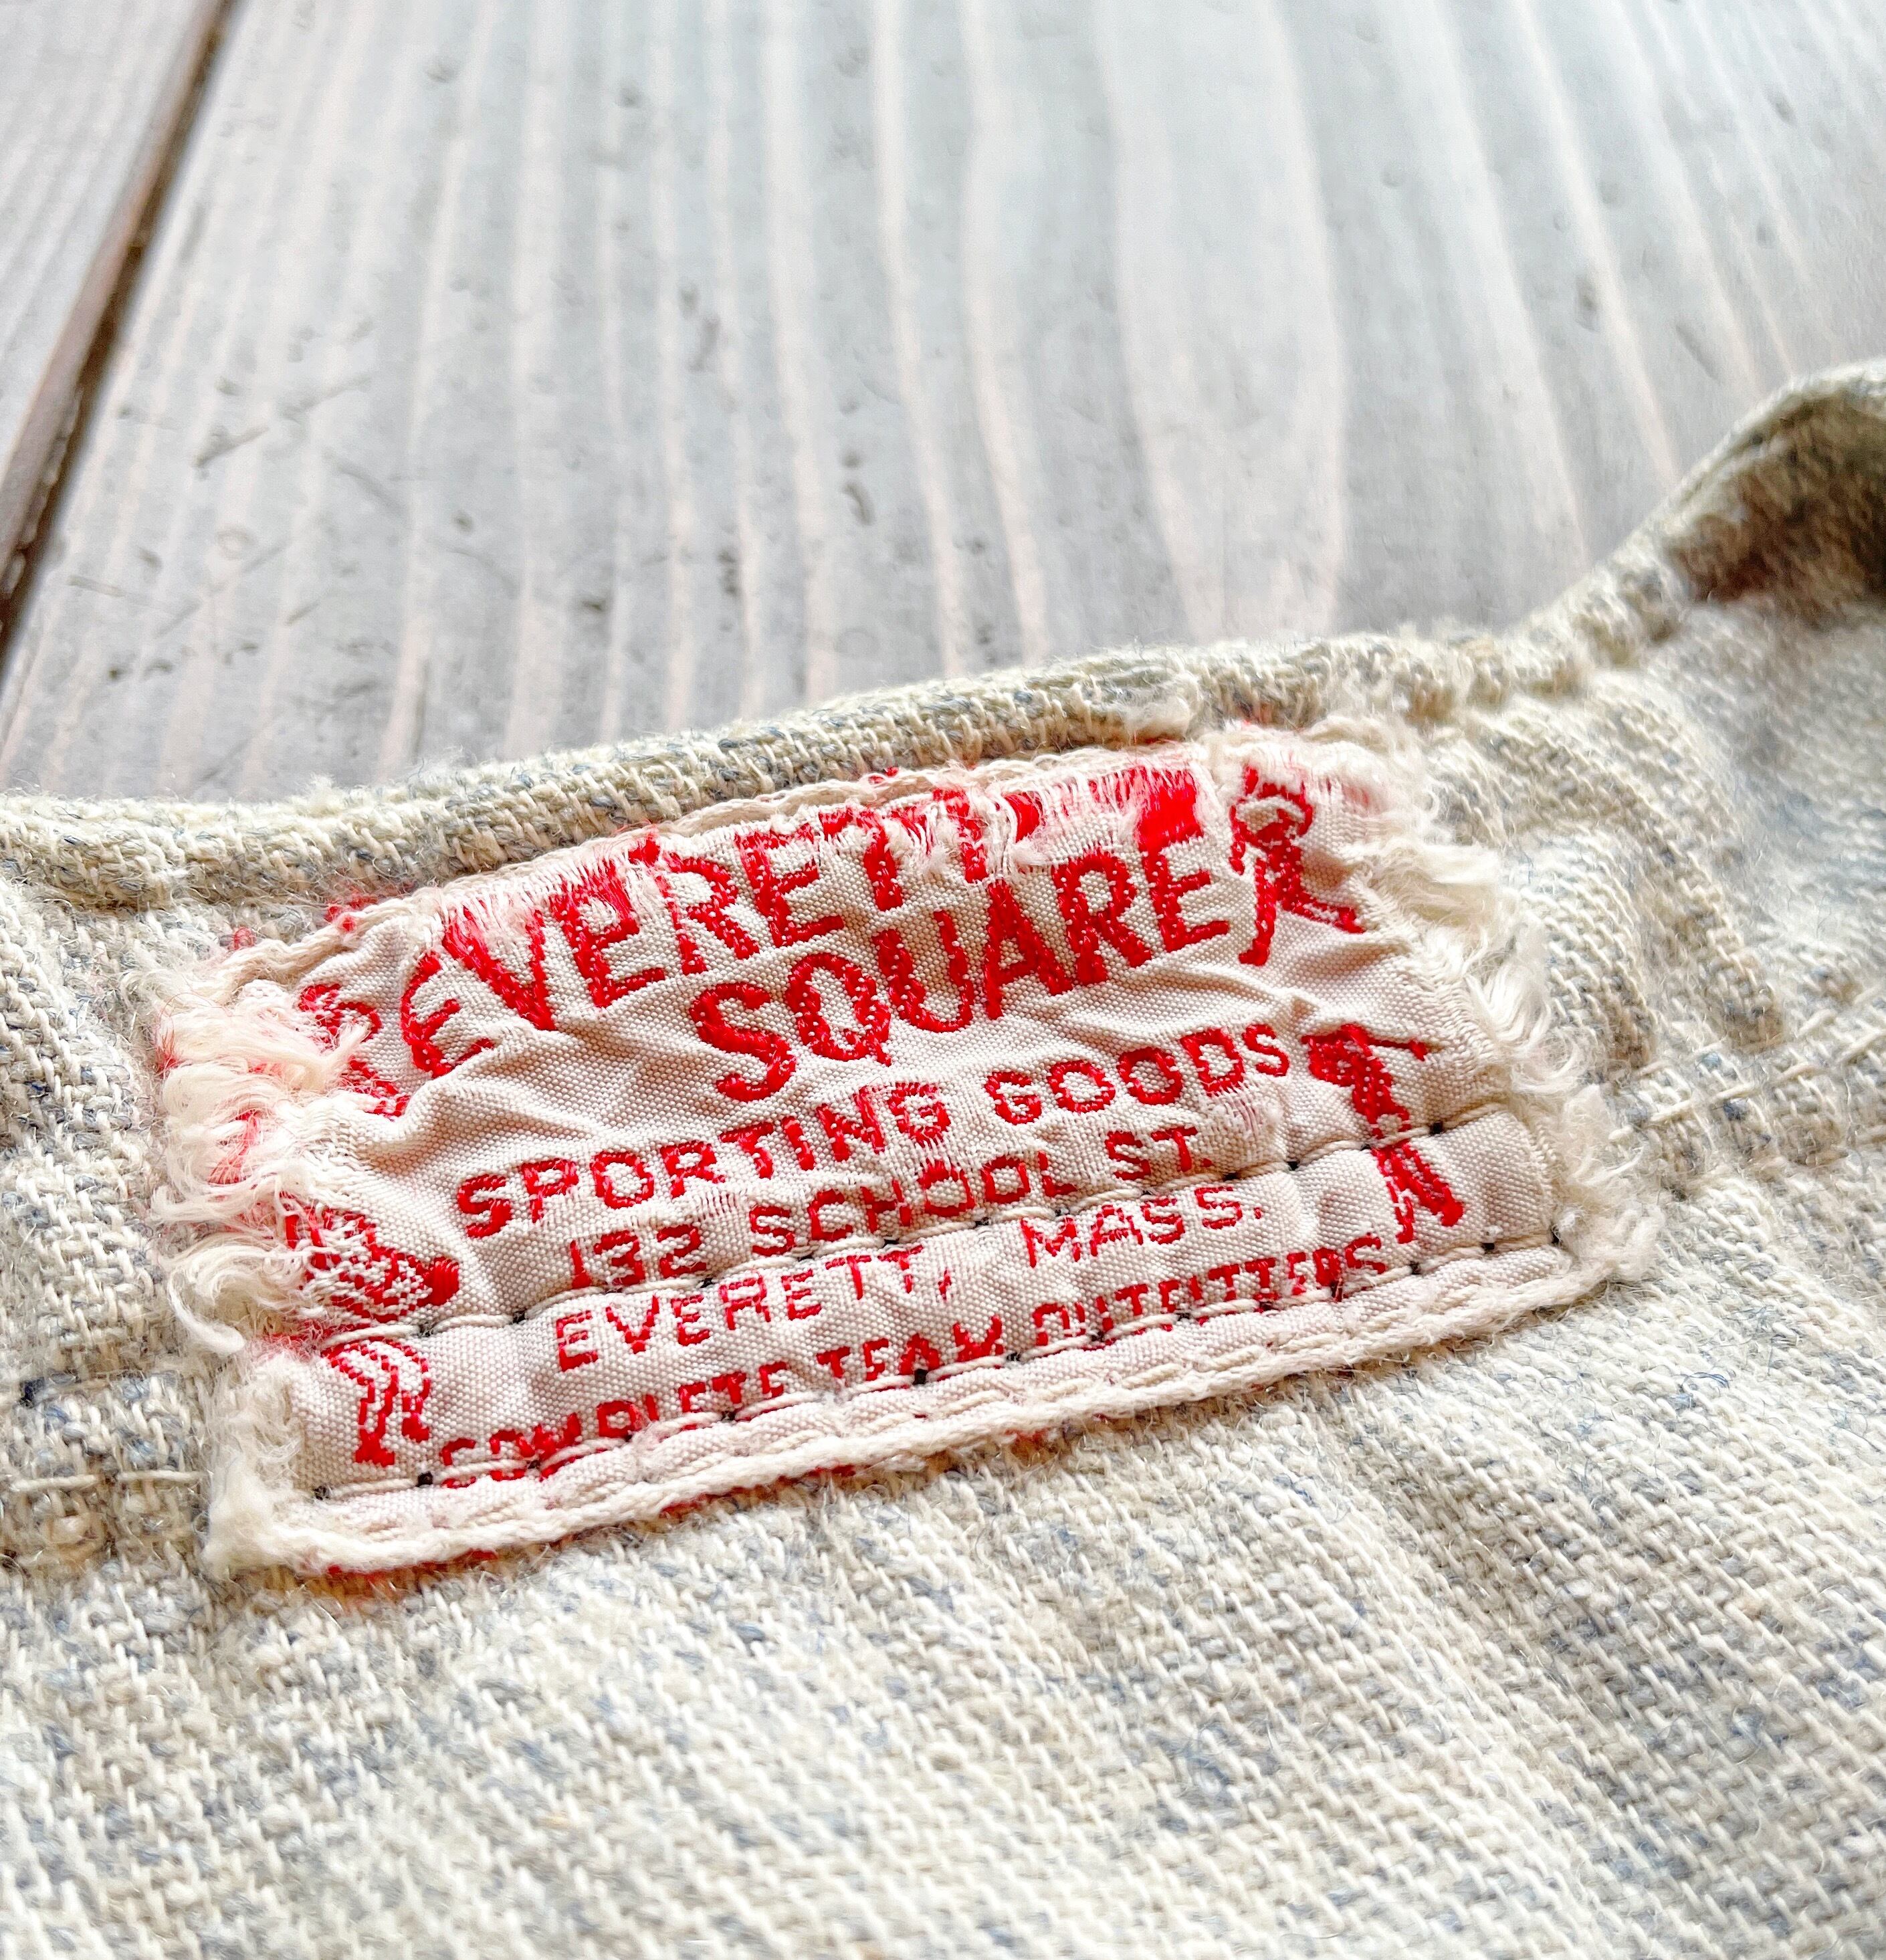 EVERETT
SQUARE
SPORTING GOODS
132 SCHOOL ST.
EVERETT, MASS.
COMPLETE TEAM OUTFITTERS